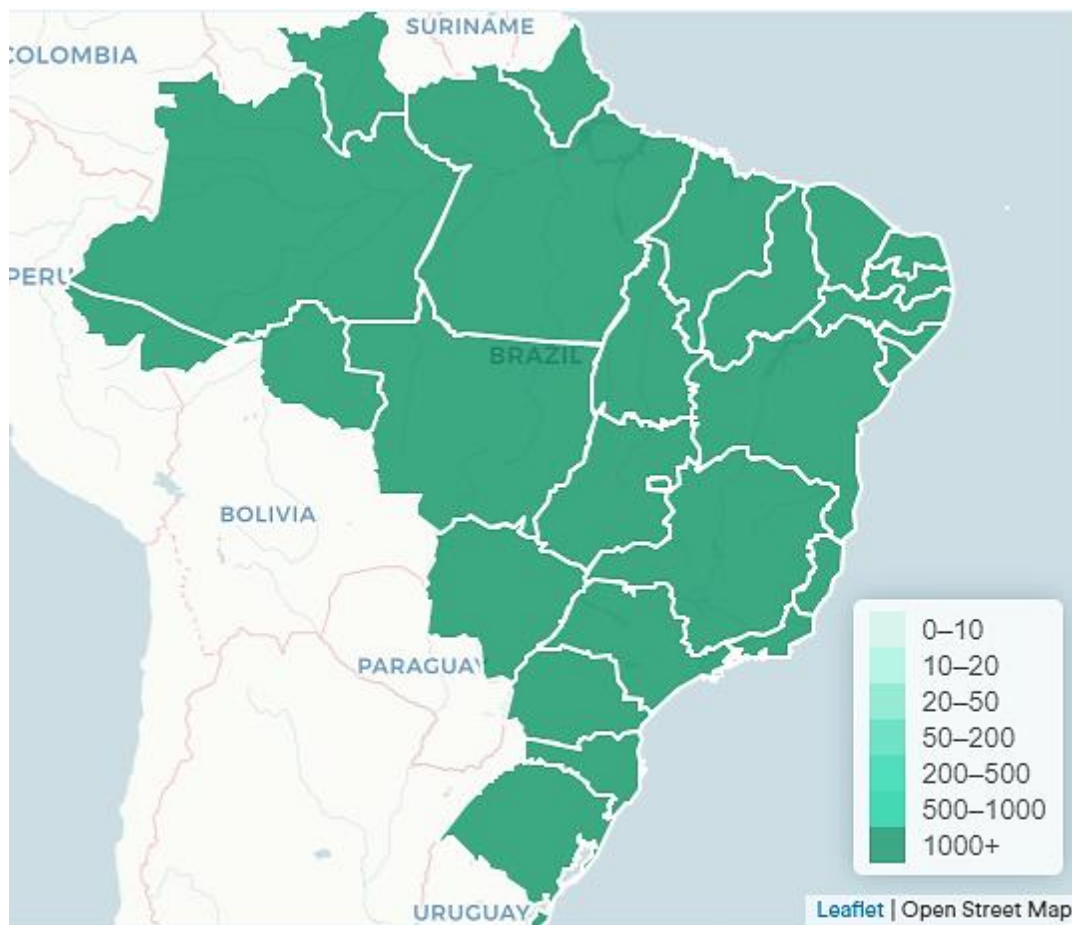 SURINAME
COLOMBIA
PERU
BRAZIL
BOLIVIA
PARAGUAY
URUGUAY
0–10
10–20
20–50
50–200
200–500
500–1000
1000+
Leaflet | Open Street Map